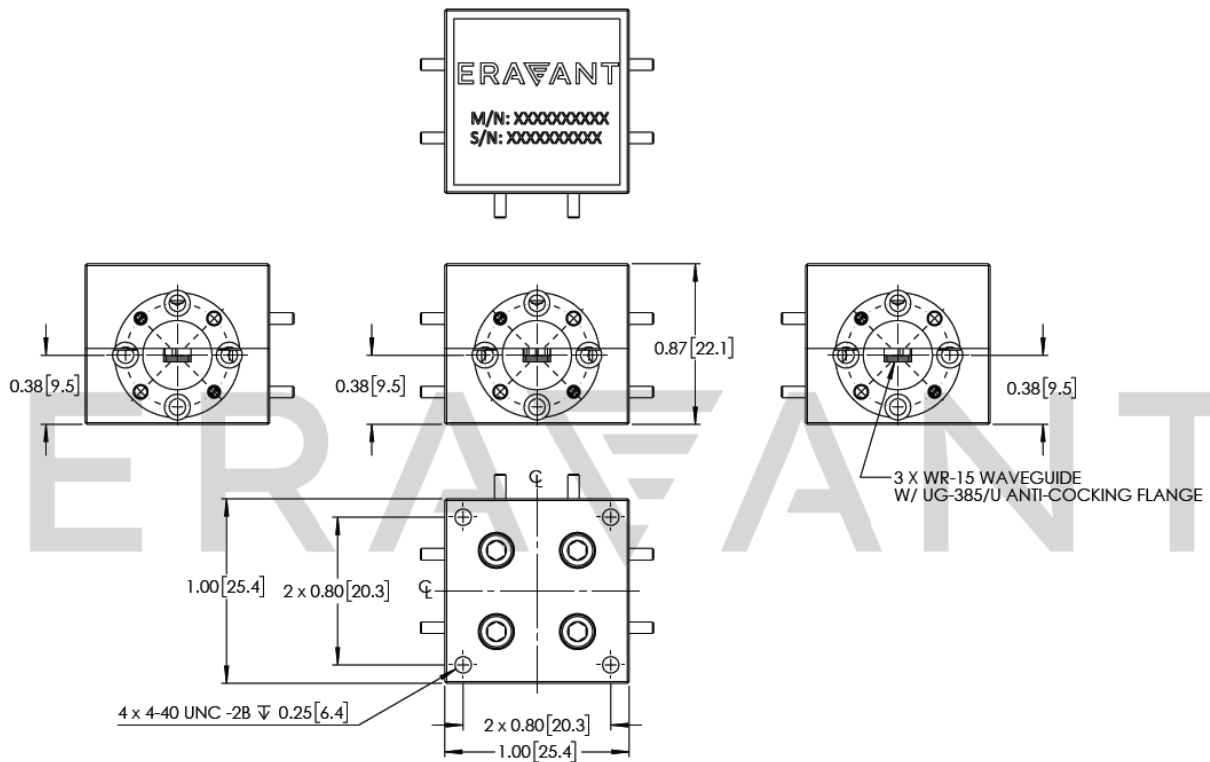 ERAVANT
M/N: XXXXXXXXXX
S/N: XXXXXXXXXXX
0.87[22.1]
0.38[9.5]
0.38[9.5]
0.38[9.5]
ERAVANT
3 X WR-15 WAVEGUIDE
W/ UG-385/U ANTI-COCKING FLANGE
℄
1.00[25.4]
2 x 0.80[20.3]
℄
4 x 4-40 UNC -2B ↧ 0.25[6.4]
2 x 0.80[20.3]
1.00[25.4]